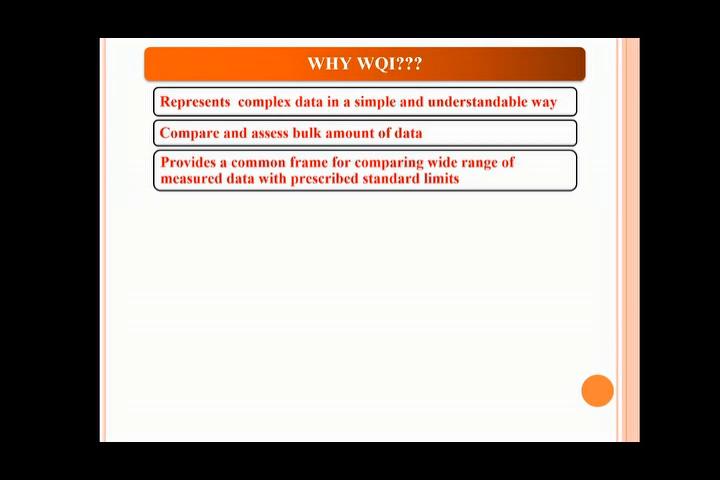 WHY WQI???
Represents complex data in a simple and understandable way
Compare and assess bulk amount of data
Provides a common frame for comparing wide range of
measured data with prescribed standard limits